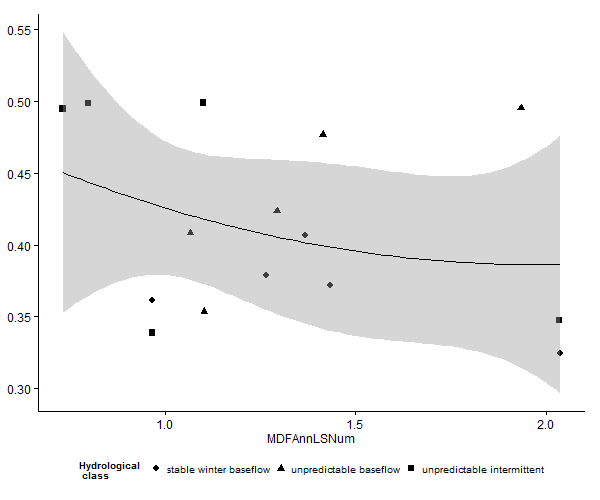 0.55
0.50
0.45
0.40
0.35
0.30
1.0 1.5 2.0
MDFAnnLSNum
Hydrological
class
stable winter baseflow unpredictable baseflow unpredictable intermittent